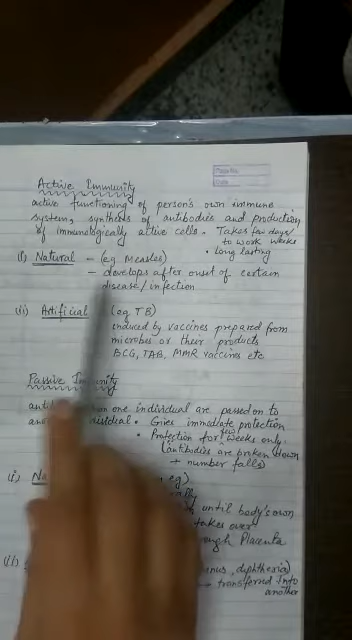 Active Immunity
active functioning of person's own immune
system, synthesis of antibodies and production
of immunologically active cells. • Takes few days/
to work weeks
• Long lasting
(i) Natural - (eg Measles)
- develops after onset of certain
disease/infection
(ii) Artificial (eg TB)
induced by vaccines prepared from
microbes or their products
BCG, TAB, MMR vaccines etc
Passive Immunity
one individual are passed on to
• Gives immediate protection
• Protection for few weeks only
(antibodies are broken down
+ number falls)
(i) eg)
until body's own
takes over
Placenta
(ii) diphtheria)
→ transferred into
another